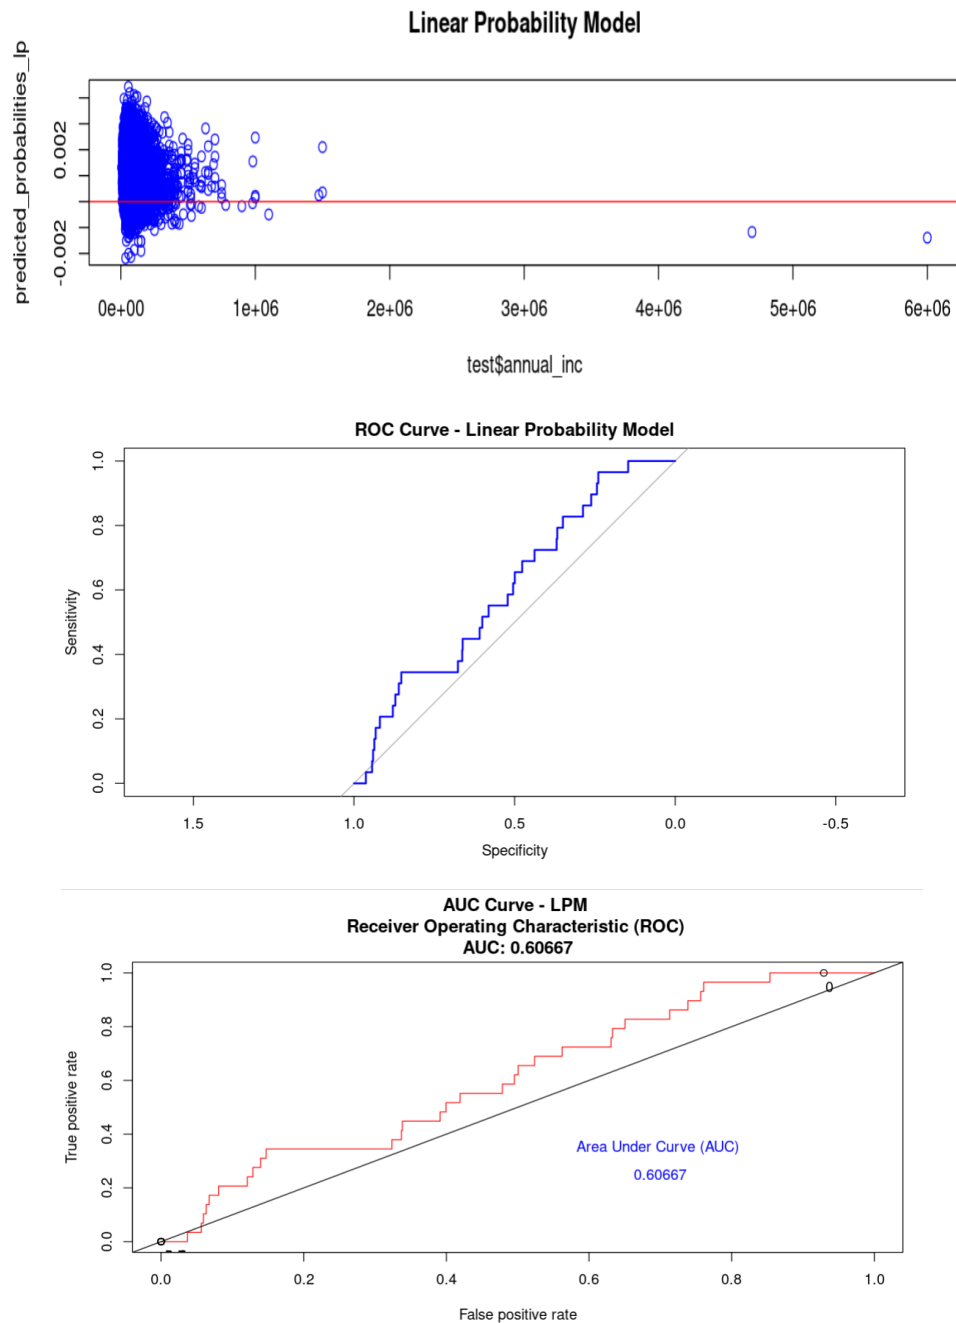 Linear Probability Model
predicted_probabilities_lp
0.002
-0.002
0e+00 1e+06 2e+06 3e+06 4e+06 5e+06 6e+06
test$annual_inc
ROC Curve - Linear Probability Model
Sensitivity
1.0
0.8
0.6
0.4
0.2
0.0
1.5 1.0 0.5 0.0 -0.5
Specificity
AUC Curve - LPM
Receiver Operating Characteristic (ROC)
AUC: 0.60667
True positive rate
1.0
0.8
0.6
0.4
0.2
0.0
0
Area Under Curve (AUC)
0.60667
0.0 0.2 0.4 0.6 0.8 1.0
False positive rate